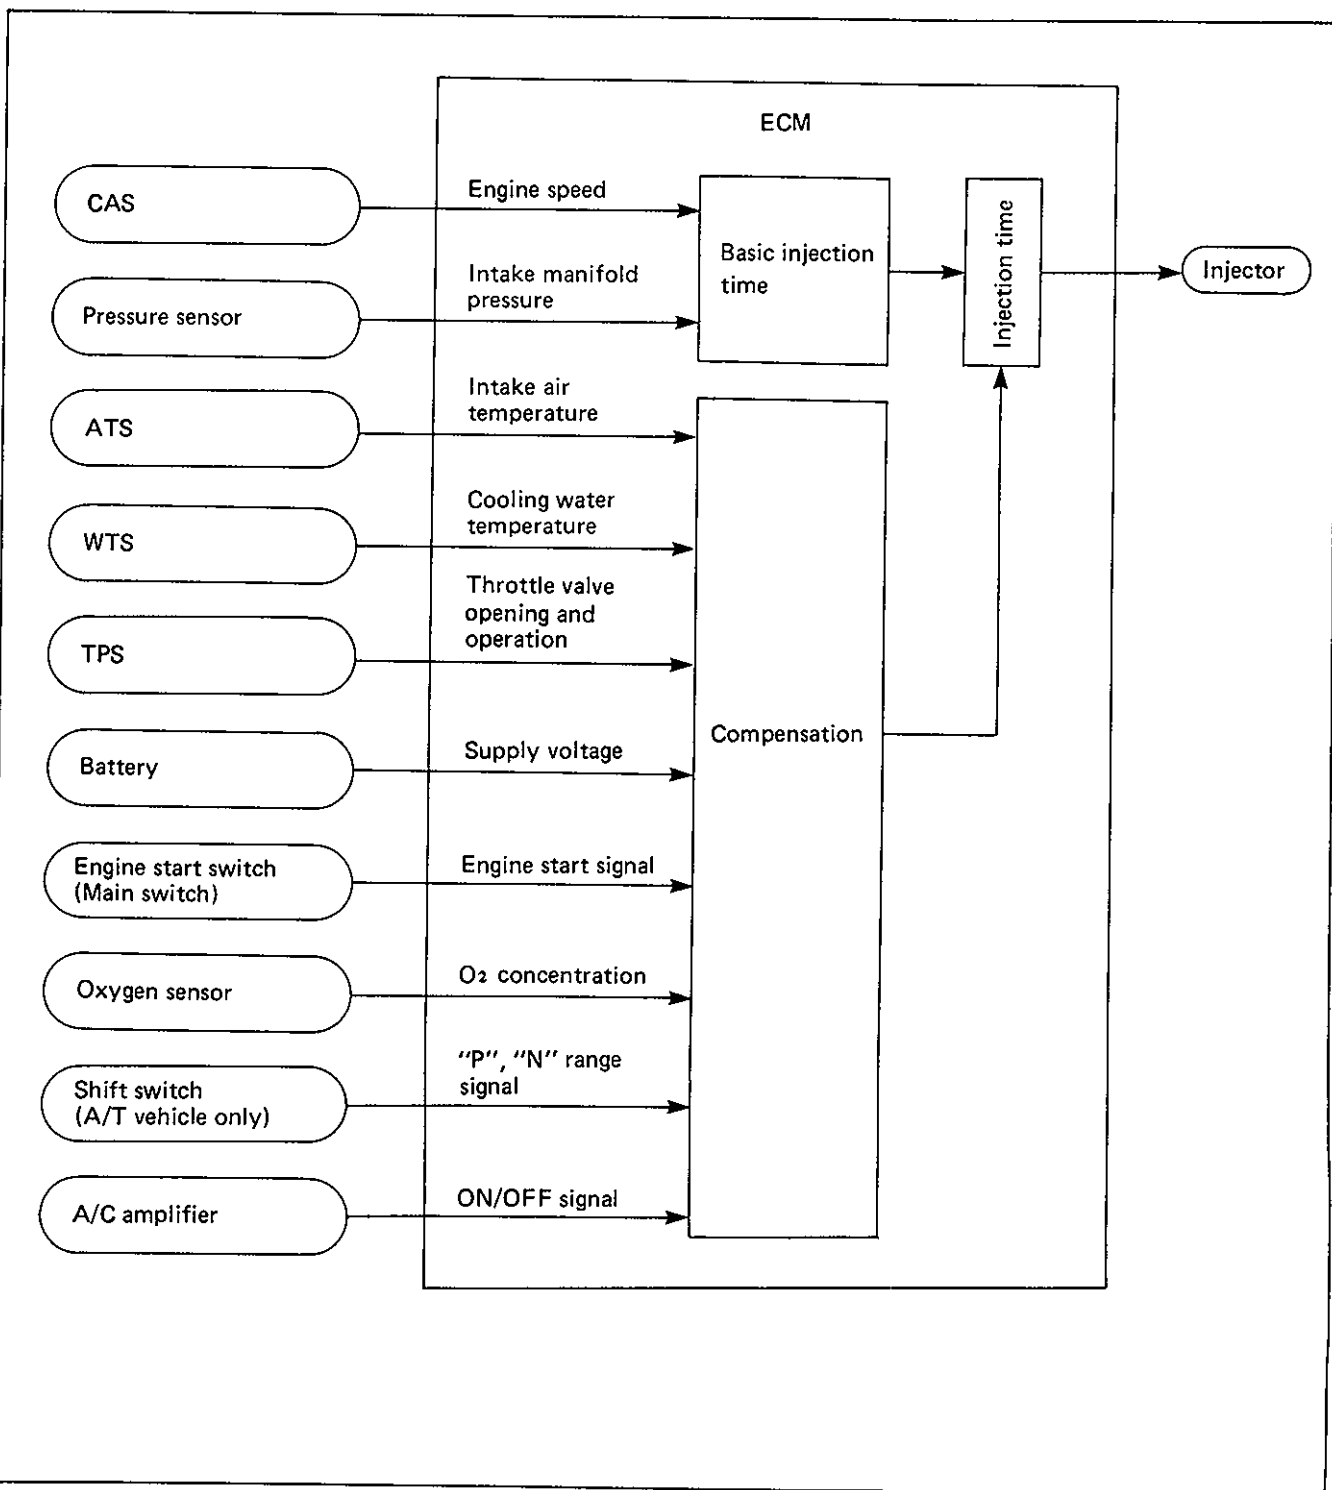 ECM
CAS
Engine speed
Basic injection
time
Injection time
Injector
Pressure sensor
Intake manifold
pressure
ATS
Intake air
temperature
WTS
Cooling water
temperature
TPS
Throttle valve
opening and
operation
Compensation
Battery
Supply voltage
Engine start switch
(Main switch)
Engine start signal
Oxygen sensor
O2 concentration
Shift switch
(A/T vehicle only)
"P", "N" range
signal
A/C amplifier
ON/OFF signal